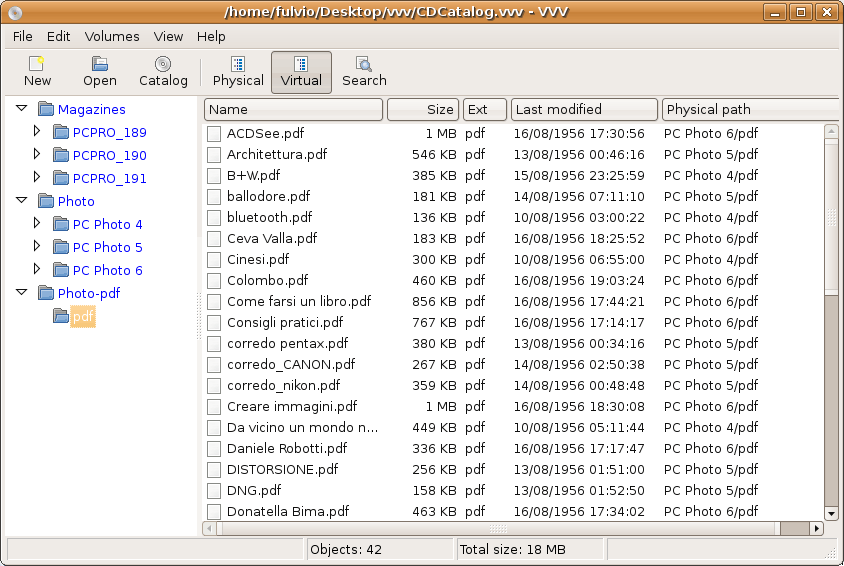 /home/fulvio/Desktop/vvv/CDCatalog.vvv - VVV
File Edit Volumes View Help
New Open Catalog Physical Virtual Search
Magazines
PCPRO_189
PCPRO_190
PCPRO_191
Photo
PC Photo 4
PC Photo 5
PC Photo 6
Photo-pdf
pdf
Name Size Ext Last modified Physical path
ACDSee.pdf 1 MB pdf 16/08/1956 17:30:56 PC Photo 6/pdf
Architettura.pdf 546 KB pdf 13/08/1956 00:46:16 PC Photo 5/pdf
B+W.pdf 385 KB pdf 15/08/1956 23:25:59 PC Photo 4/pdf
ballodore.pdf 181 KB pdf 14/08/1956 07:11:10 PC Photo 5/pdf
bluetooth.pdf 136 KB pdf 10/08/1956 03:00:22 PC Photo 4/pdf
Ceva Valla.pdf 183 KB pdf 16/08/1956 18:25:52 PC Photo 6/pdf
Cinesi.pdf 300 KB pdf 10/08/1956 06:55:00 PC Photo 4/pdf
Colombo.pdf 460 KB pdf 16/08/1956 19:03:24 PC Photo 6/pdf
Come farsi un libro.pdf 856 KB pdf 16/08/1956 17:44:21 PC Photo 6/pdf
Consigli pratici.pdf 767 KB pdf 16/08/1956 17:14:17 PC Photo 6/pdf
corredo pentax.pdf 380 KB pdf 13/08/1956 00:34:16 PC Photo 5/pdf
corredo_CANON.pdf 267 KB pdf 14/08/1956 02:50:38 PC Photo 5/pdf
corredo_nikon.pdf 359 KB pdf 14/08/1956 00:48:48 PC Photo 5/pdf
Creare immagini.pdf 1 MB pdf 16/08/1956 18:30:08 PC Photo 6/pdf
Da vicino un mondo n... 449 KB pdf 10/08/1956 05:11:44 PC Photo 4/pdf
Daniele Robotti.pdf 336 KB pdf 16/08/1956 17:17:47 PC Photo 6/pdf
DISTORSIONE.pdf 256 KB pdf 13/08/1956 01:51:00 PC Photo 5/pdf
DNG.pdf 158 KB pdf 13/08/1956 01:52:50 PC Photo 5/pdf
Donatella Bima.pdf 463 KB pdf 16/08/1956 17:34:02 PC Photo 6/pdf
Objects: 42 Total size: 18 MB